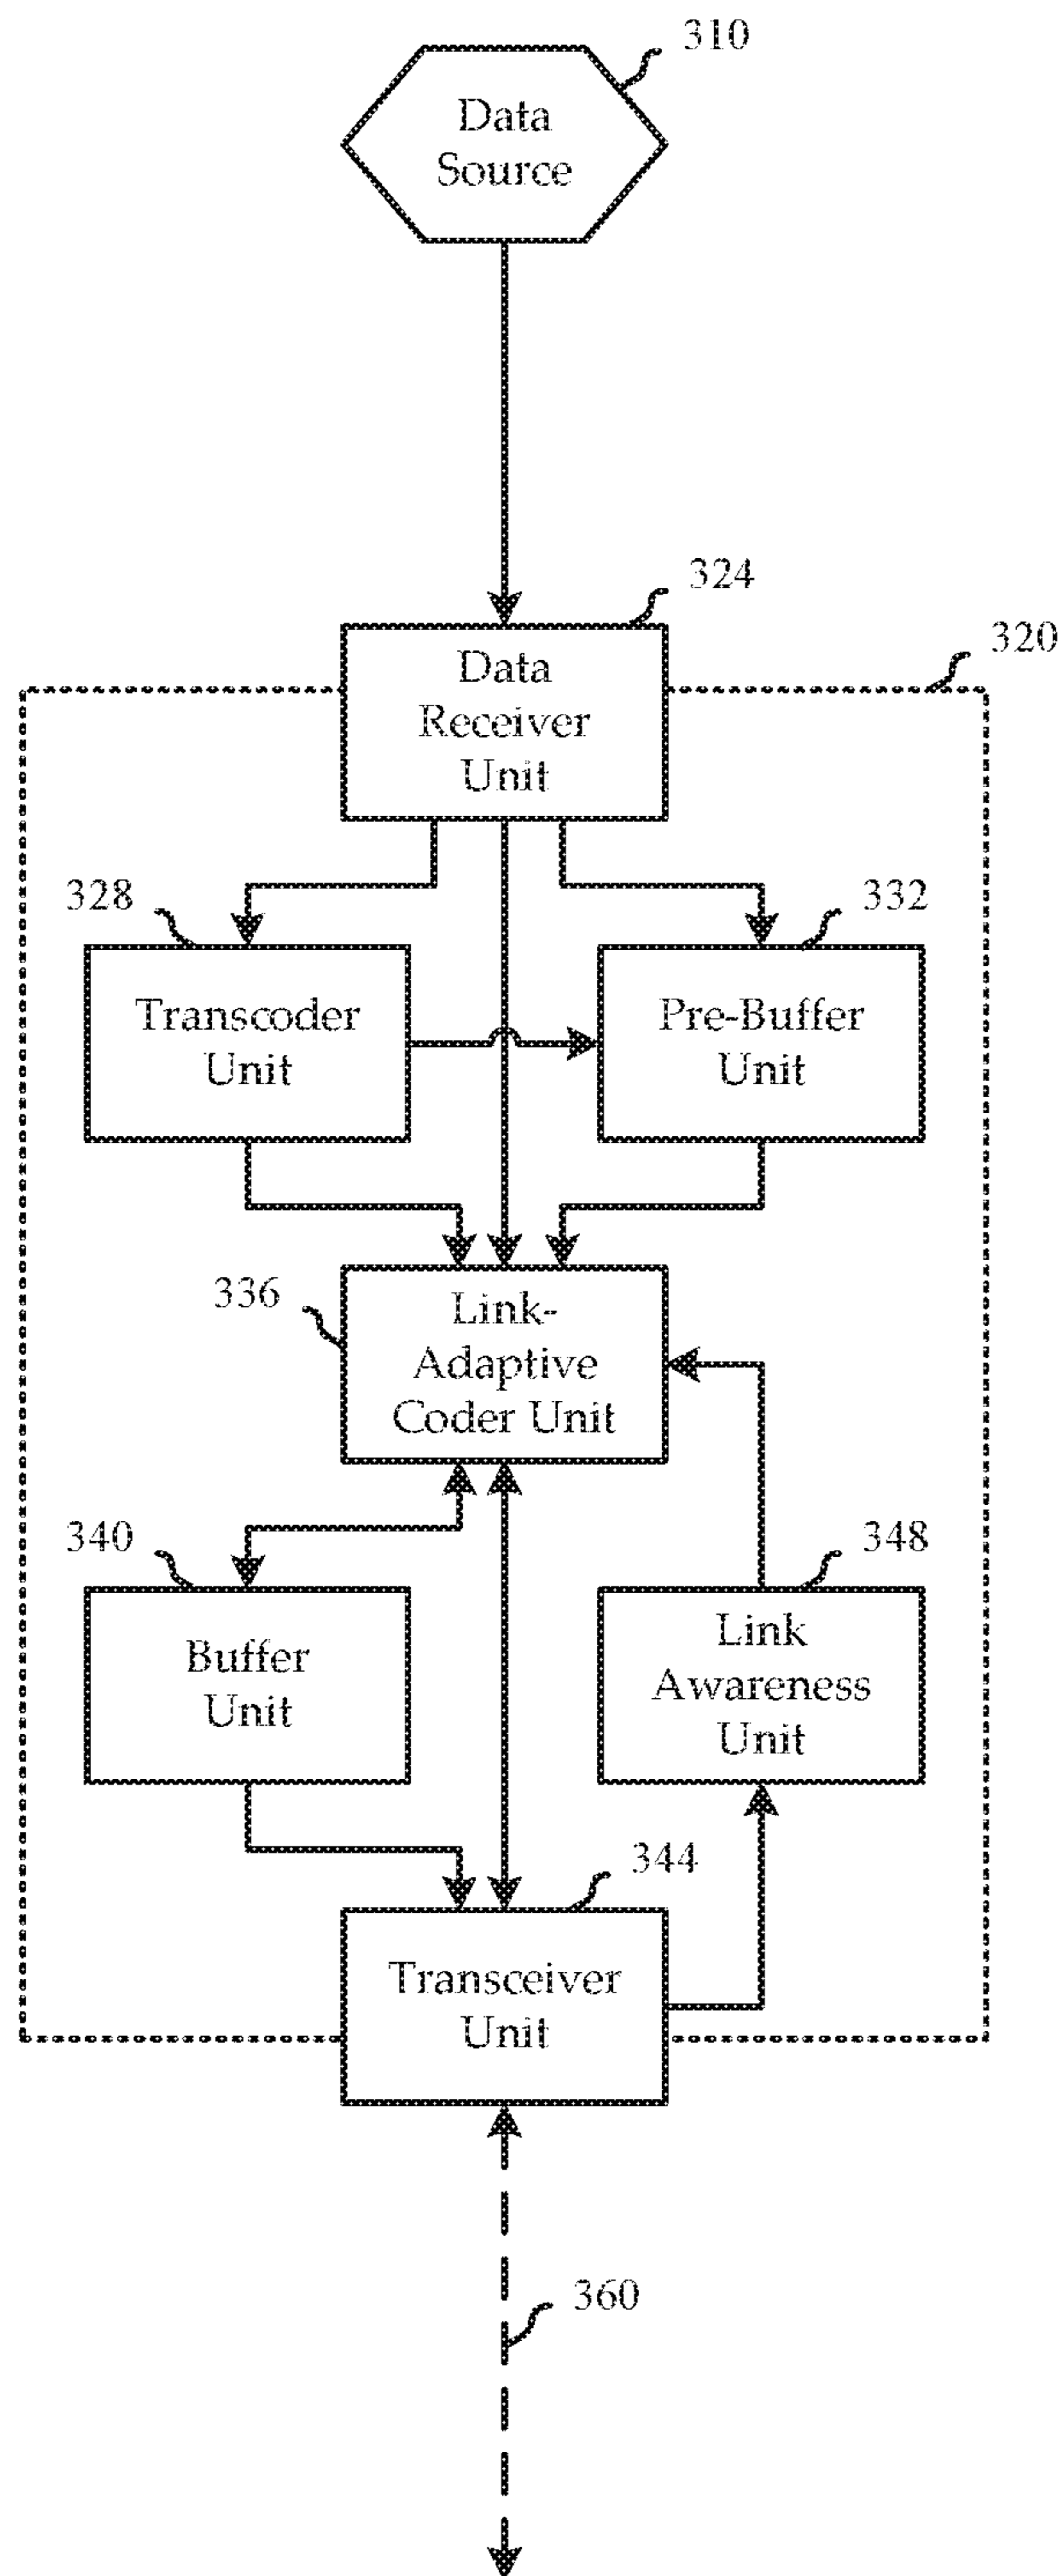 310
Data
Source
324
320
Data
Receiver
Unit
328
332
Transcoder
Unit
Pre-Buffer
Unit
336
Link-
Adaptive
Coder Unit
340
348
Buffer
Unit
Link
Awareness
Unit
344
Transceiver
Unit
360